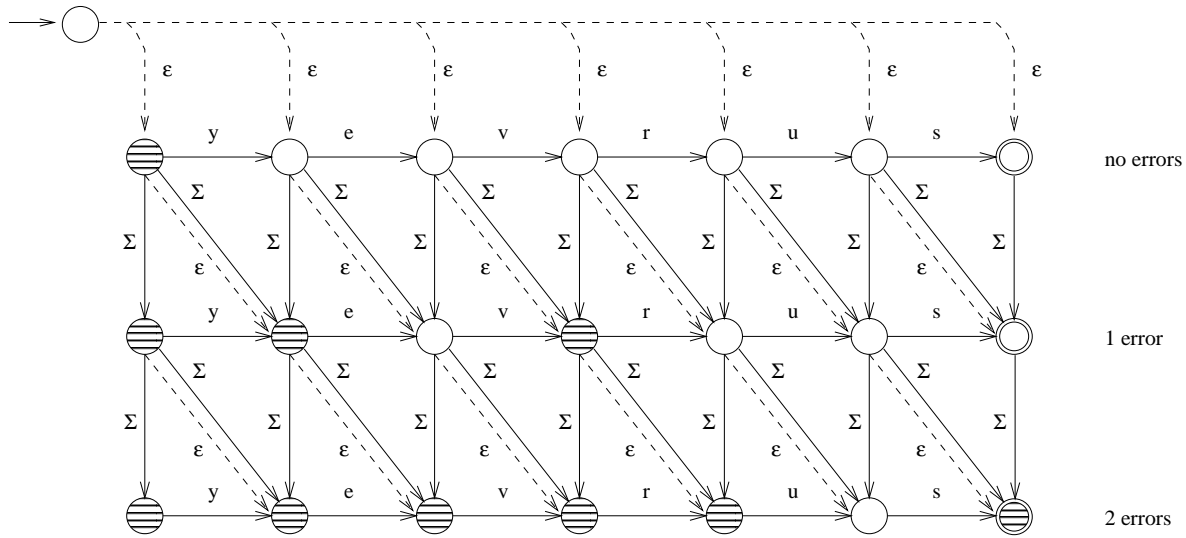 ε ε ε ε ε ε ε
y e v r u s no errors
Σ Σ Σ Σ Σ Σ
Σ Σ Σ Σ Σ Σ Σ
ε ε ε ε ε ε
y e v r u s 1 error
Σ Σ Σ Σ Σ Σ
Σ Σ Σ Σ Σ Σ Σ
ε ε ε ε ε ε
y e v r u s 2 errors